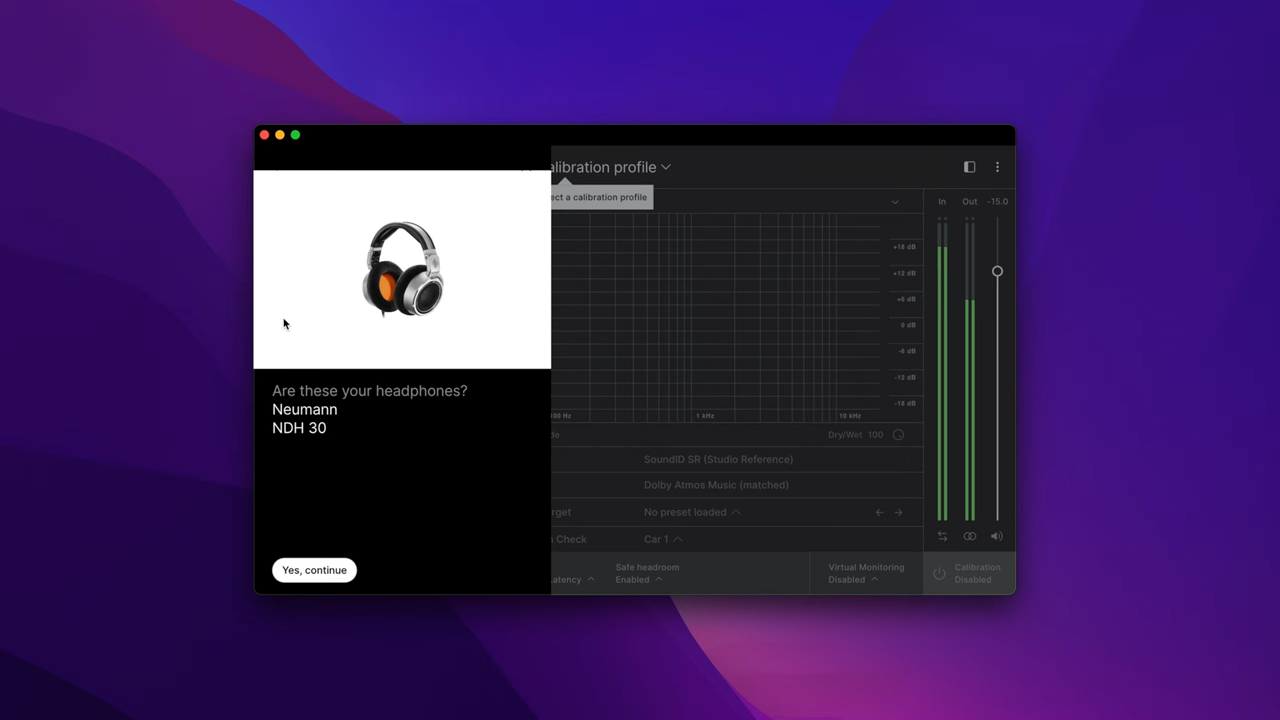 alibration profile
ect a calibration profile
In Out -15.0
+18 dB
+12 dB
+6 dB
0 dB
-6 dB
-12 dB
-18 dB
00 Hz 1 kHz 10 kHz
Are these your headphones?
Neumann
NDH 30
Yes, continue
de Dry/Wet 100
SoundID SR (Studio Reference)
Dolby Atmos Music (matched)
rget No preset loaded
n Check Car 1
atency
Safe headroom
Enabled
Virtual Monitoring
Disabled
Calibration
Disabled